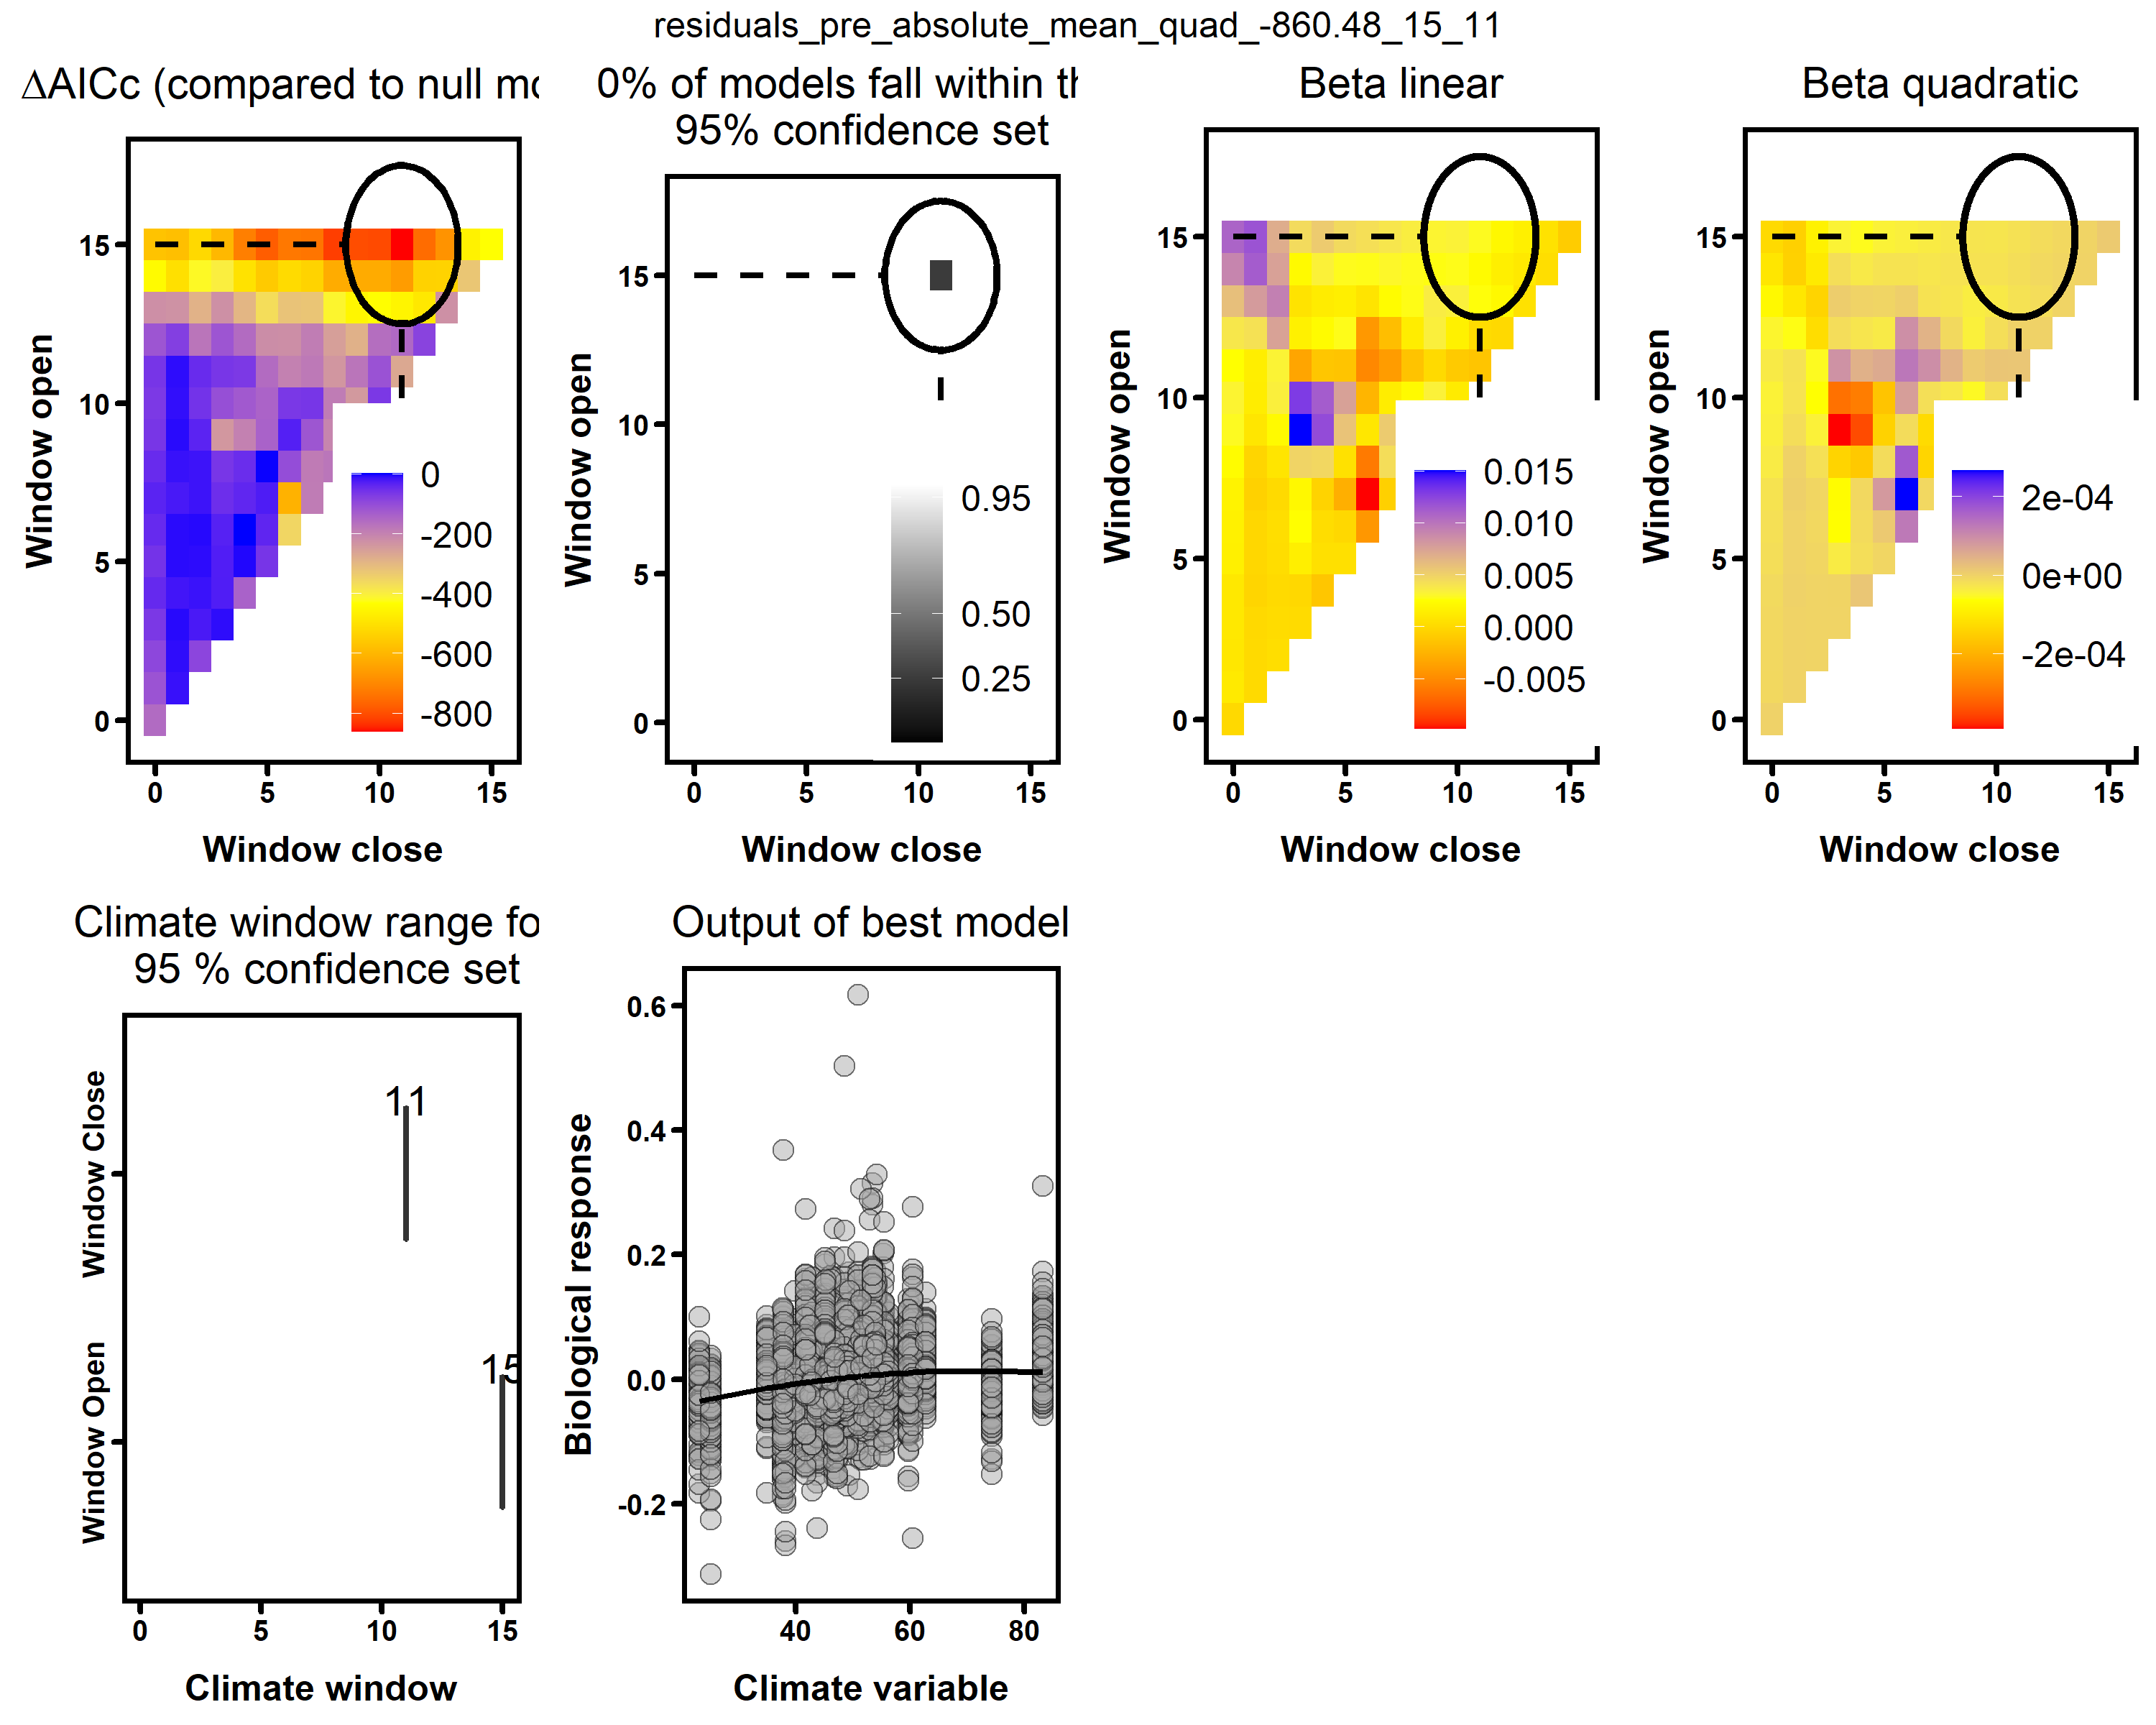 residuals_pre_absolute_mean_quad_-860.48_15_11
ΔAICc (compared to null mo
Window open
15
10
5
0
0
-200
-400
-600
-800
0 5 10 15
Window close
0% of models fall within th
95% confidence set
Window open
15
10
5
0
0.95
0.50
0.25
0 5 10 15
Window close
Beta linear
Window open
15
10
5
0
0.015
0.010
0.005
0.000
-0.005
0 5 10 15
Window close
Beta quadratic
Window open
15
10
5
0
2e-04
0e+00
-2e-04
0 5 10 15
Window close
Climate window range fo
95 % confidence set
Window Close
Window Open
11
15
0 5 10 15
Climate window
Output of best model
Biological response
0.6
0.4
0.2
0.0
-0.2
40 60 80
Climate variable